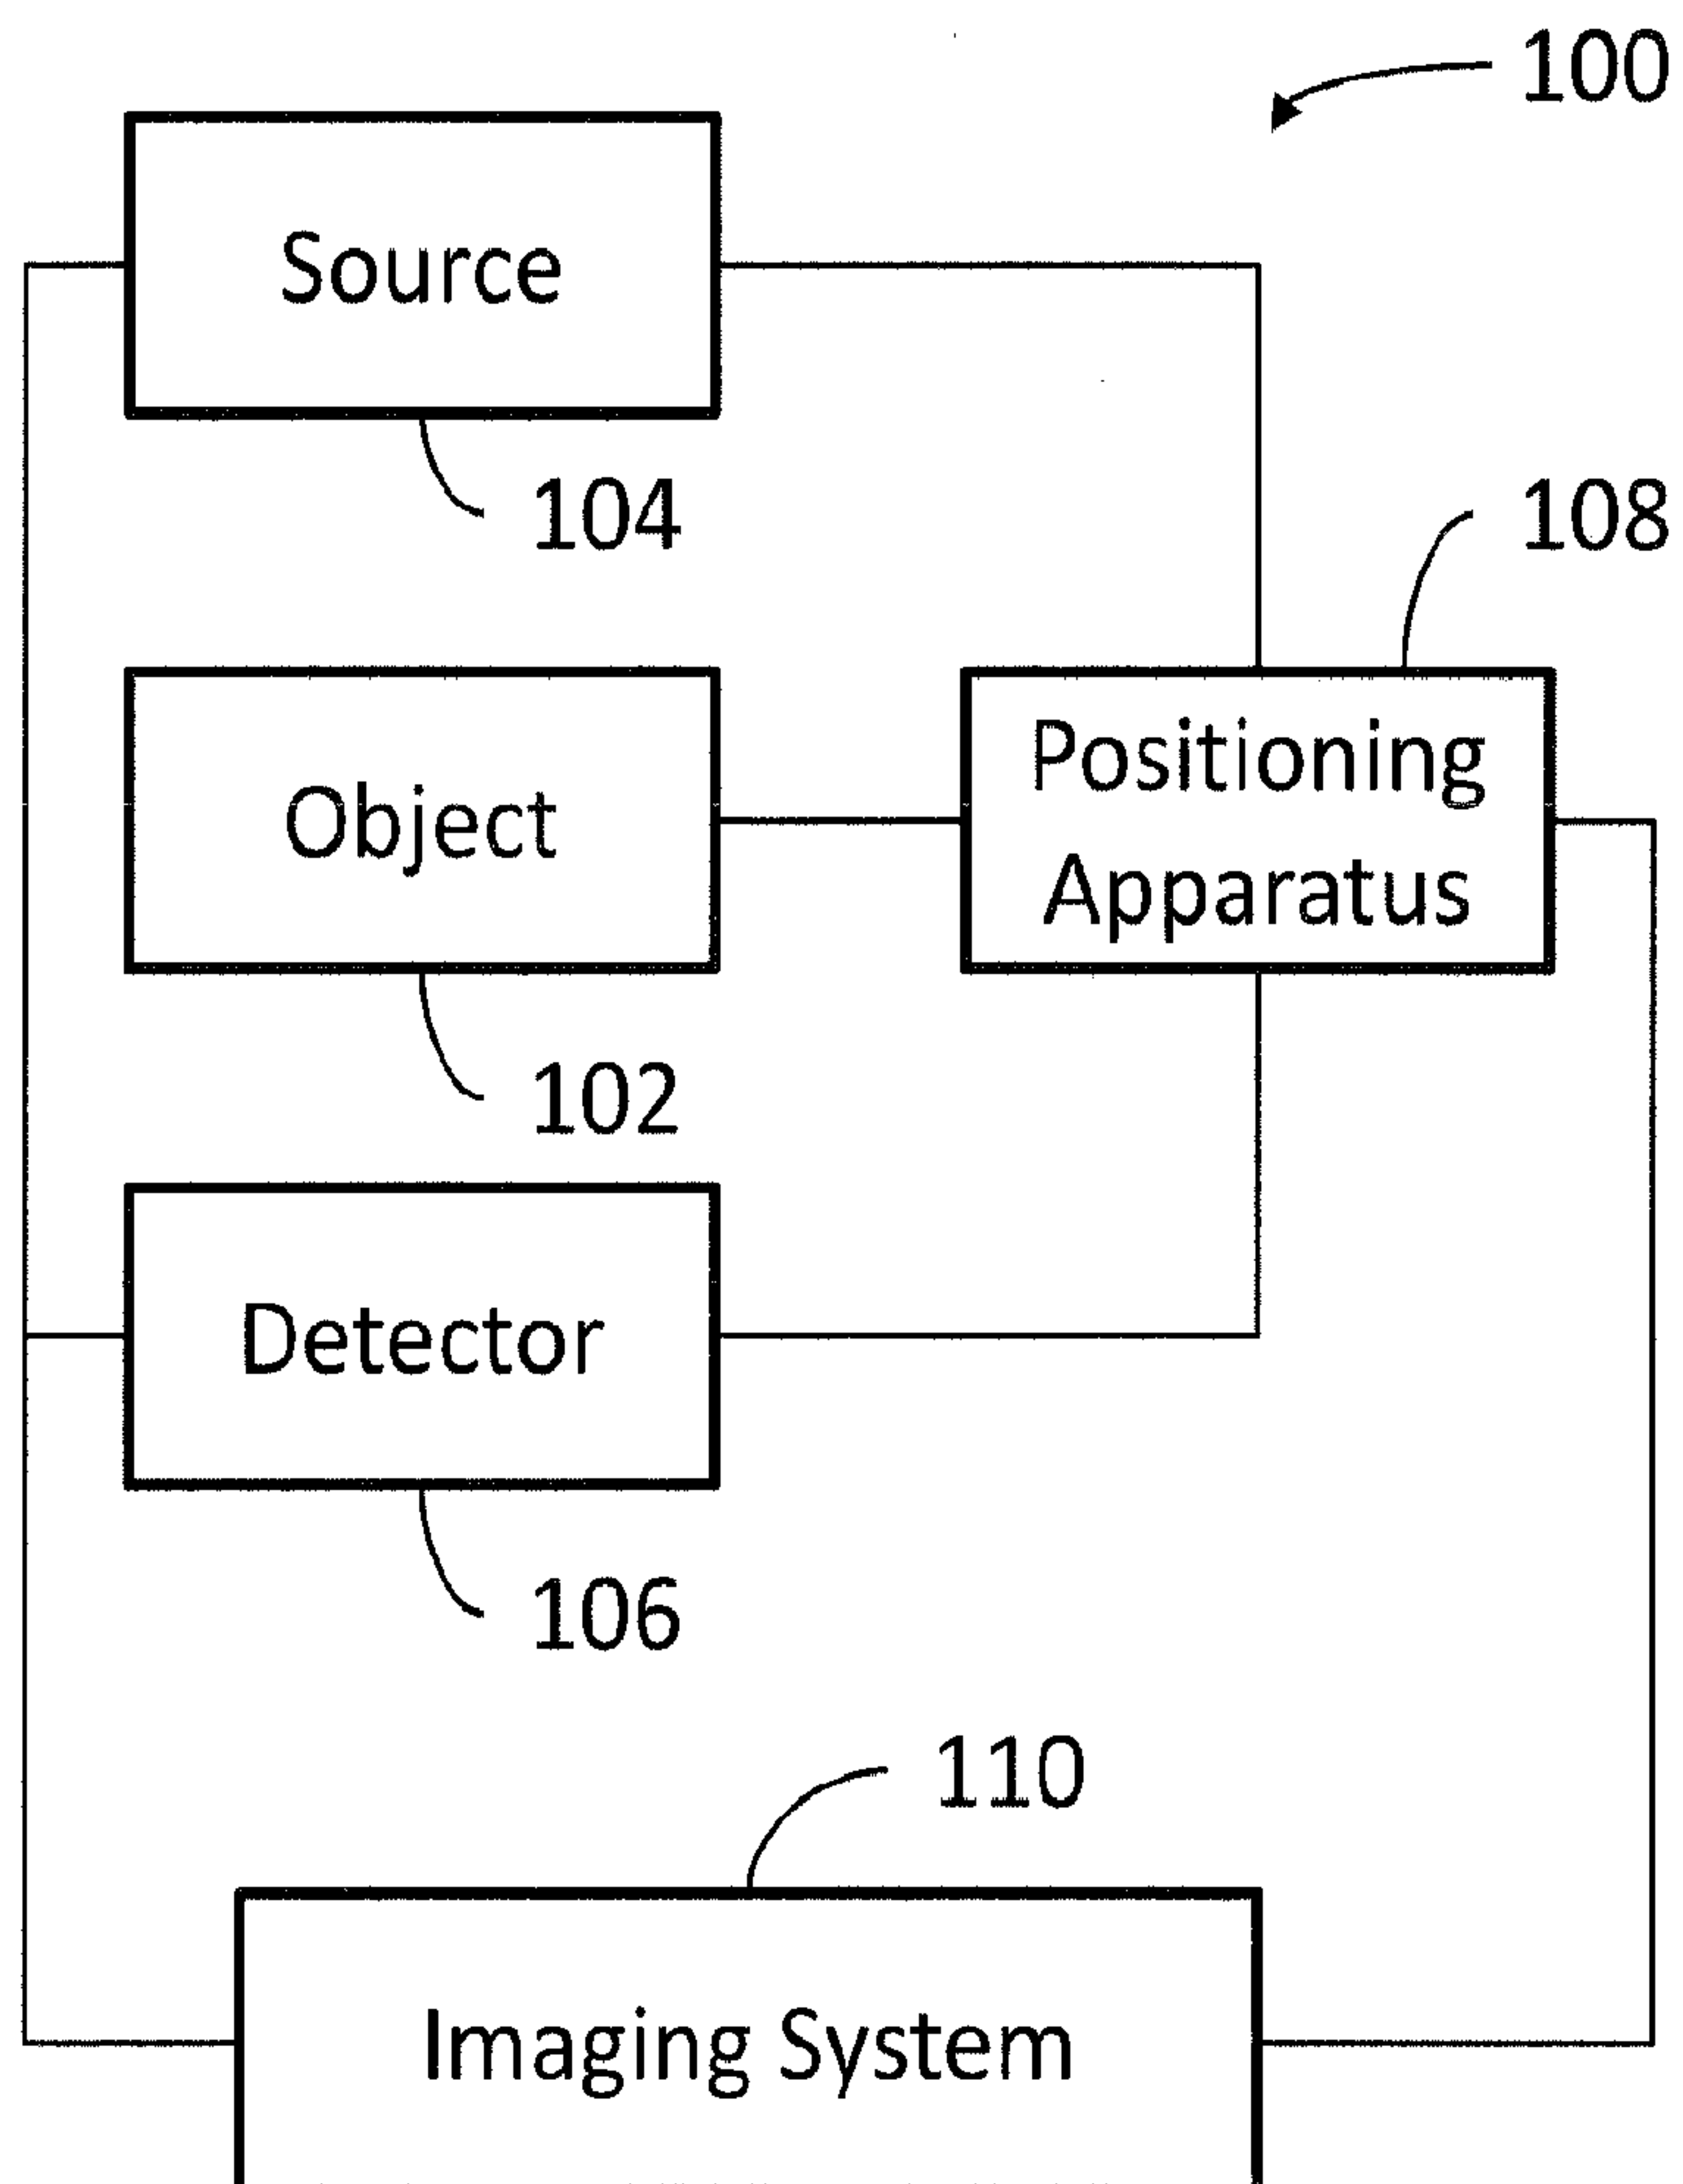 100
Source
104
108
Object
Positioning
Apparatus
102
Detector
106
110
Imaging System